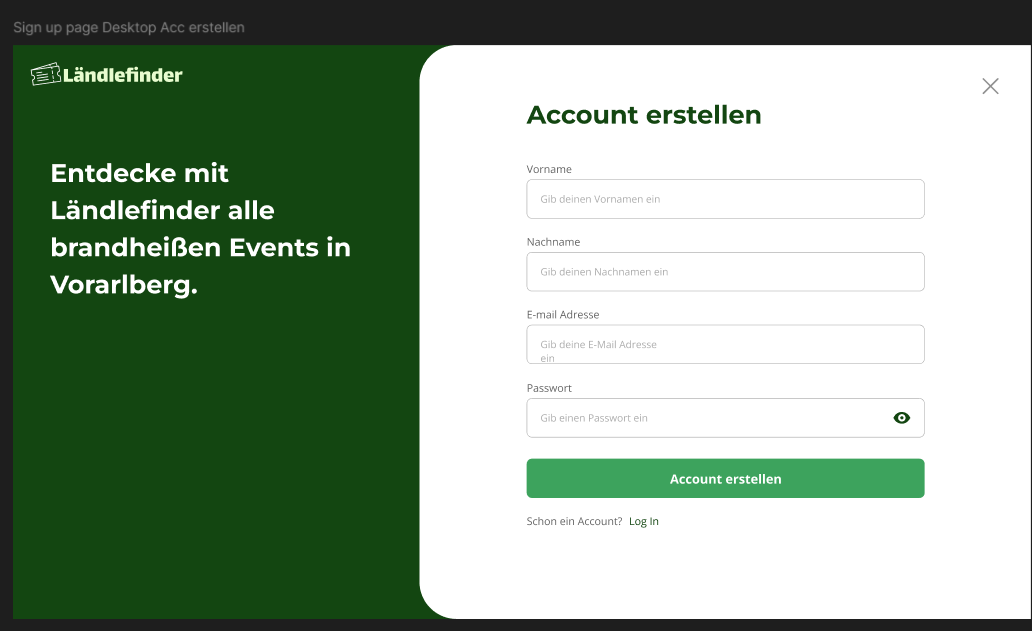 Sign up page Desktop Acc erstellen
Ländlefinder
Entdecke mit
Ländlefinder alle
brandheißen Events in
Vorarlberg.
Account erstellen
Vorname
Gib deinen Vornamen ein
Nachname
Gib deinen Nachnamen ein
E-mail Adresse
Gib deine E-Mail Adresse
ein
Passwort
Gib einen Passwort ein
Account erstellen
Schon ein Account? Log In